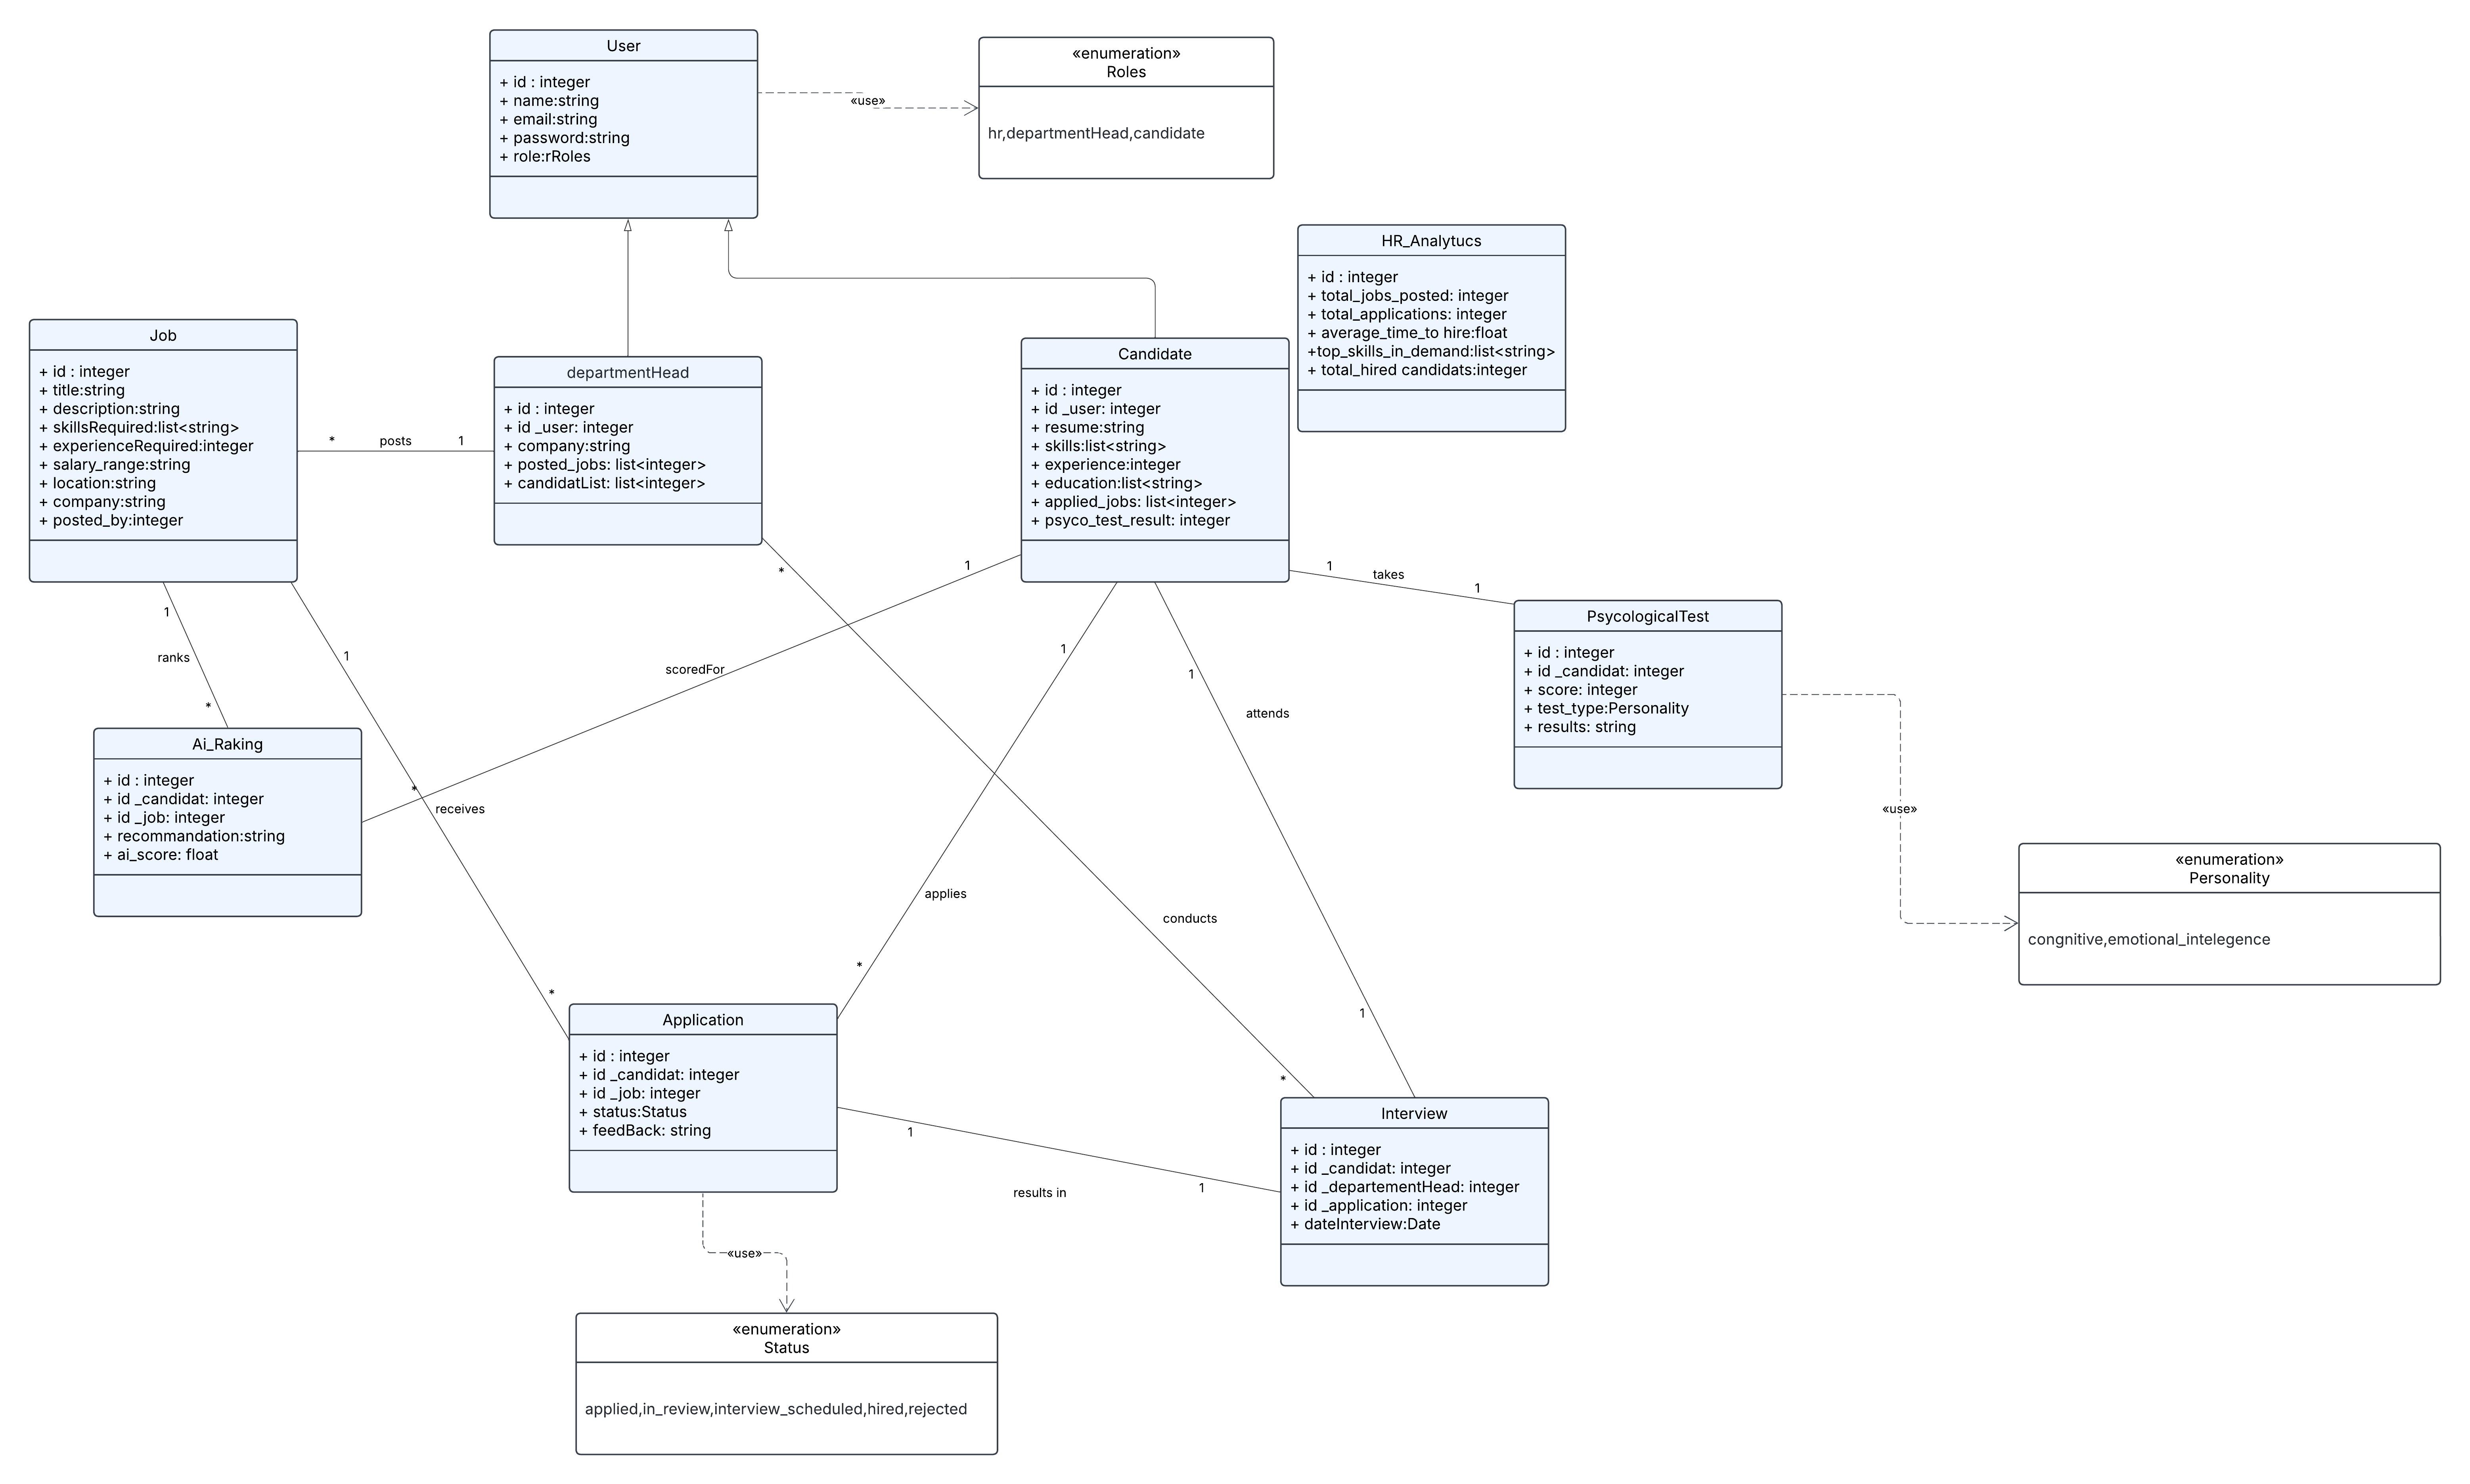 User
+ id : integer
+ name:string
+ email:string
+ password:string
+ role:rRoles
«use»
«enumeration»
Roles
hr,departmentHead,candidate
HR_Analytucs
+ id : integer
+ total_jobs_posted: integer
+ total_applications: integer
+ average_time_to hire:float
+top_skills_in_demand:list<string>
+ total_hired candidats:integer
Job
+ id : integer
+ title:string
+ description:string
+ skillsRequired:list<string>
+ experienceRequired:integer
+ salary_range:string
+ location:string
+ company:string
+ posted_by:integer
* posts 1
departmentHead
+ id : integer
+ id _user: integer
+ company:string
+ posted_jobs: list<integer>
+ candidatList: list<integer>
Candidate
+ id : integer
+ id _user: integer
+ resume:string
+ skills:list<string>
+ experience:integer
+ education:list<string>
+ applied_jobs: list<integer>
+ psyco_test_result: integer
1 takes 1
PsycologicalTest
+ id : integer
+ id _candidat: integer
+ score: integer
+ test_type:Personality
+ results: string
1
ranks
*
1
scoredFor
*
1
receives
*
1
applies
*
*
conducts
*
1
attends
1
Ai_Raking
+ id : integer
+ id _candidat: integer
+ id _job: integer
+ recommandation:string
+ ai_score: float
«use»
«enumeration»
Personality
congnitive,emotional_intelegence
Application
+ id : integer
+ id _candidat: integer
+ id _job: integer
+ status:Status
+ feedBack: string
1
results in
1
Interview
+ id : integer
+ id _candidat: integer
+ id _departementHead: integer
+ id _application: integer
+ dateInterview:Date
«use»
«enumeration»
Status
applied,in_review,interview_scheduled,hired,rejected